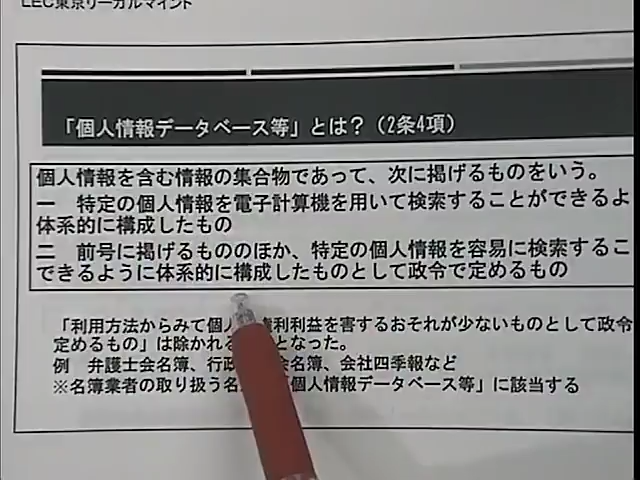 LEC東京リーガルマインド
「個人情報データベース等」とは?(2条4項)
個人情報を含む情報の集合物であって、次に掲げるものをいう。
一 特定の個人情報を電子計算機を用いて検索することができるよ
体系的に構成したもの
二 前号に掲げるもののほか、特定の個人情報を容易に検索するこ
できるように体系的に構成したものとして政令で定めるもの
「利用方法からみて個人 利利益を害するおそれが少ないものとして政令
定めるもの」は除かれる となった。
例 弁護士会名簿、行政 会名簿、会社四季報など
※名簿業者の取り扱う名 個人情報データベース等」に該当する